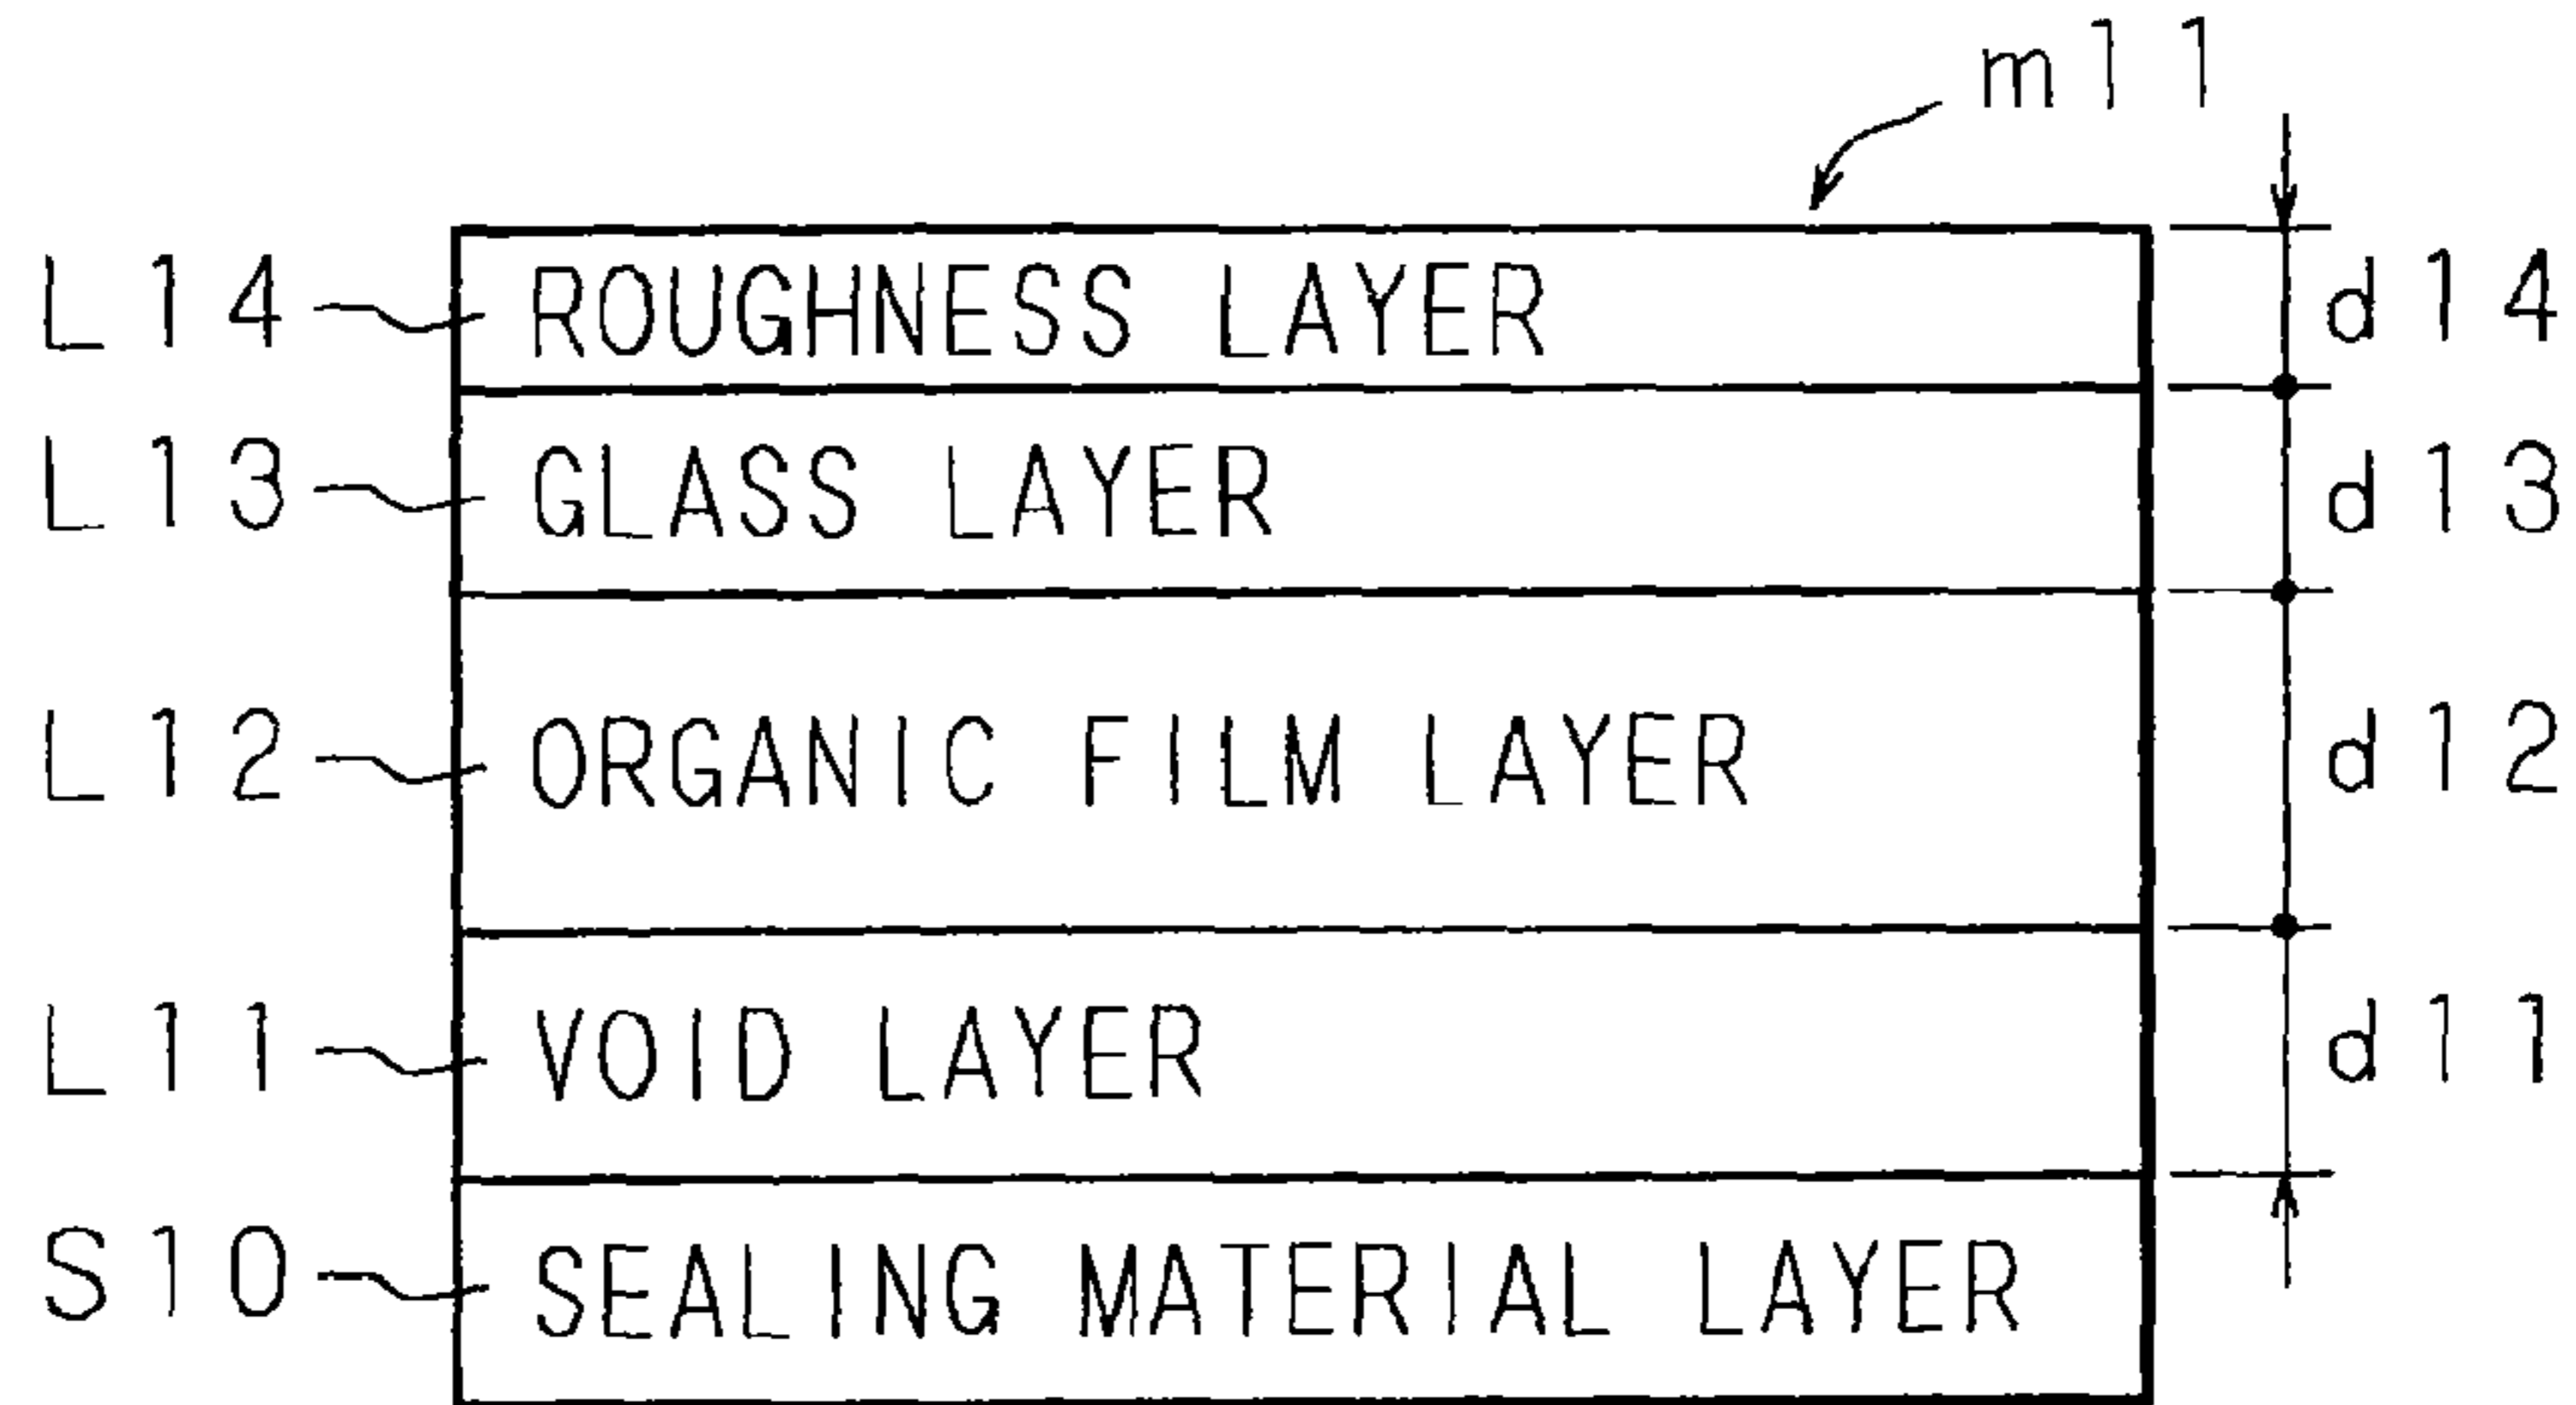 m11
L14 ROUGHNESS LAYER d14
L13 GLASS LAYER d13
L12 ORGANIC FILM LAYER d12
L11 VOID LAYER d11
S10 SEALING MATERIAL LAYER